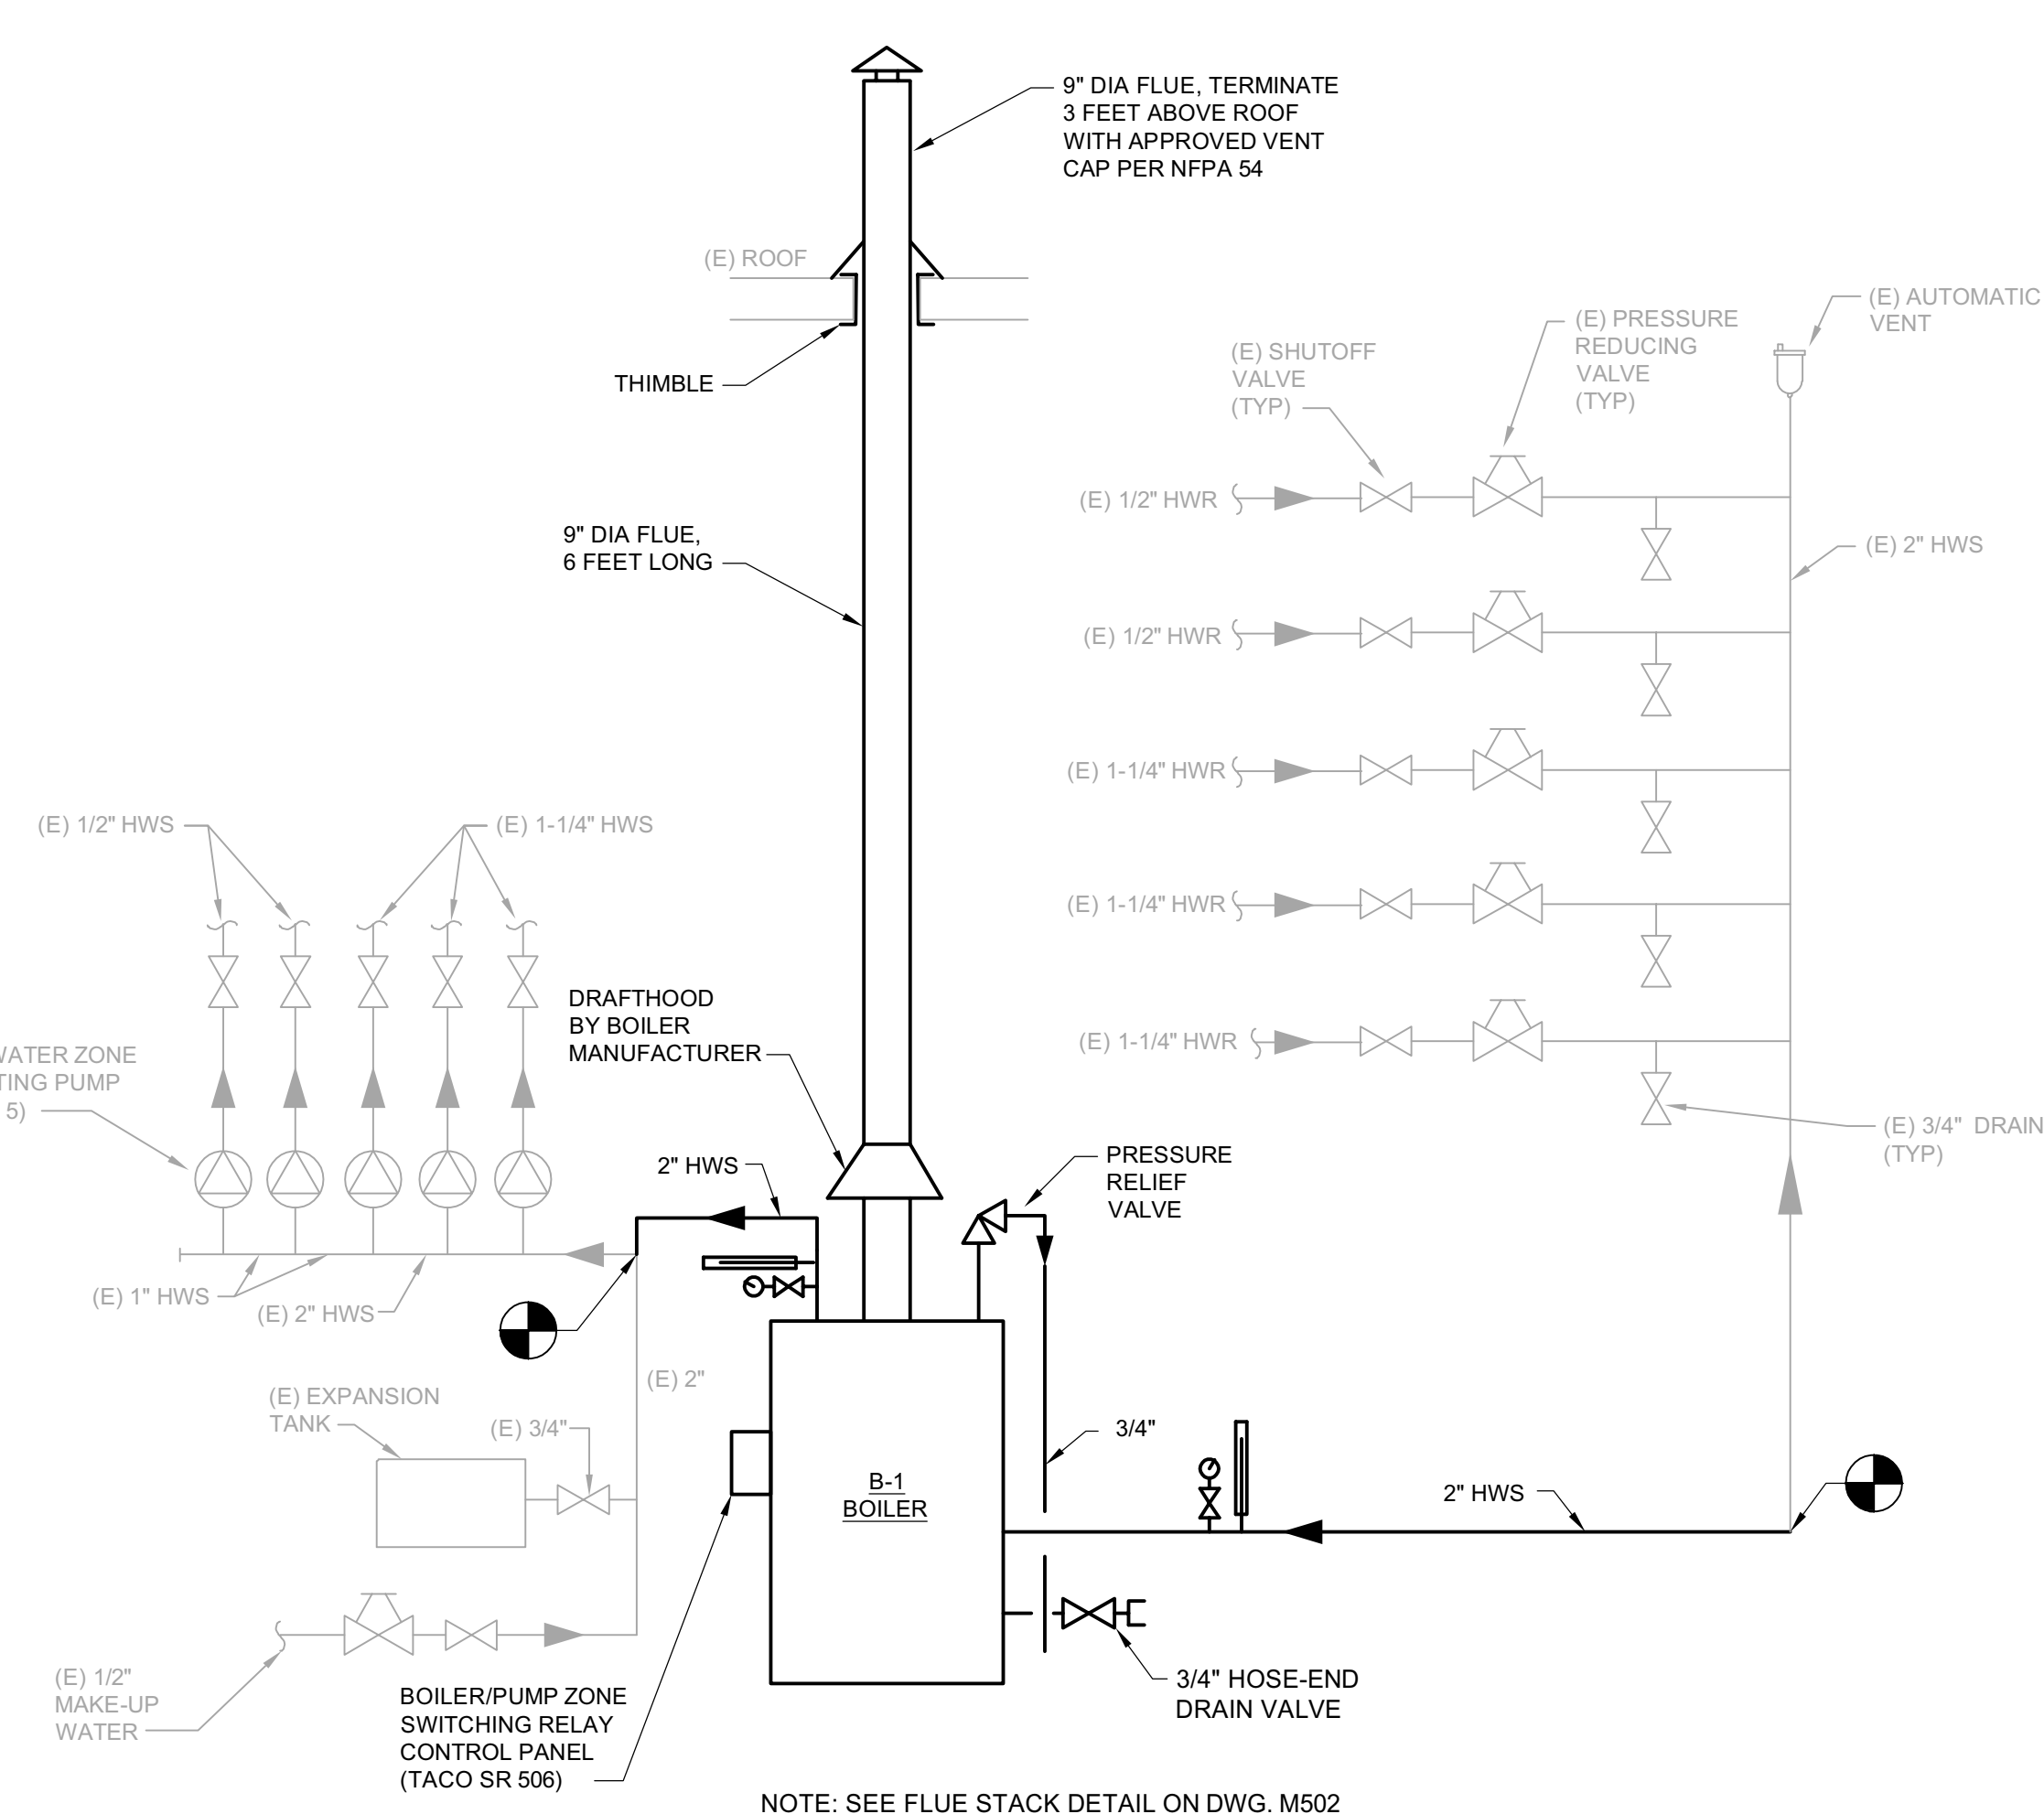 9" DIA FLUE, TERMINATE
3 FEET ABOVE ROOF
WITH APPROVED VENT
CAP PER NFPA 54
(E) ROOF
THIMBLE
9" DIA FLUE,
6 FEET LONG
(E) AUTOMATIC
VENT
(E) PRESSURE
REDUCING
VALVE
(TYP)
(E) SHUTOFF
VALVE
(TYP)
(E) 1/2" HWR
(E) 2" HWS
(E) 1/2" HWR
(E) 1-1/4" HWR
(E) 1-1/4" HWR
(E) 1-1/4" HWR
(E) 3/4" DRAIN
(TYP)
(E) 1/2" HWS
(E) 1-1/4" HWS
WATER ZONE
TING PUMP
5)
DRAFTHOOD
BY BOILER
MANUFACTURER
2" HWS
PRESSURE
RELIEF
VALVE
(E) 1" HWS
(E) 2" HWS
(E) 2"
(E) EXPANSION
TANK
(E) 3/4"
3/4"
B-1
BOILER
2" HWS
(E) 1/2"
MAKE-UP
WATER
BOILER/PUMP ZONE
SWITCHING RELAY
CONTROL PANEL
(TACO SR 506)
3/4" HOSE-END
DRAIN VALVE
NOTE: SEE FLUE STACK DETAIL ON DWG. M502